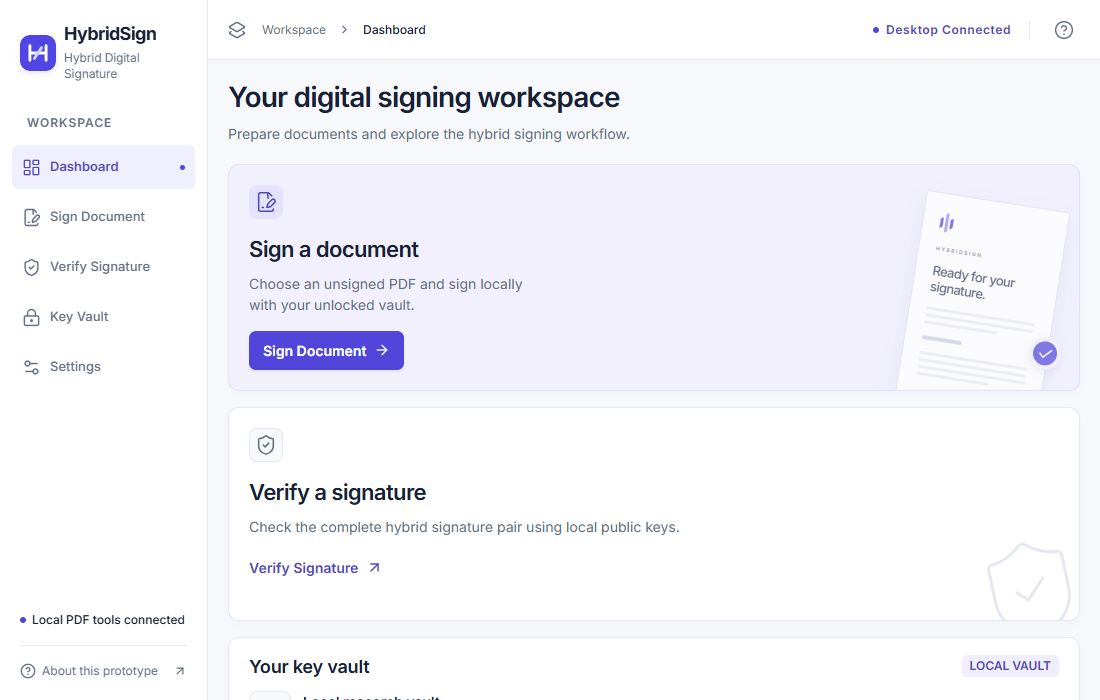 HybridSign
Hybrid Digital
Signature
WORKSPACE
Dashboard
Sign Document
Verify Signature
Key Vault
Settings
Local PDF tools connected
About this prototype
Workspace
Dashboard
Desktop Connected
Your digital signing workspace
Prepare documents and explore the hybrid signing workflow.
Sign a document
Choose an unsigned PDF and sign locally
with your unlocked vault.
Sign Document
HYBRIDSIGN
Ready for your
signature.
Verify a signature
Check the complete hybrid signature pair using local public keys.
Verify Signature
Your key vault
LOCAL VAULT
Local research vault